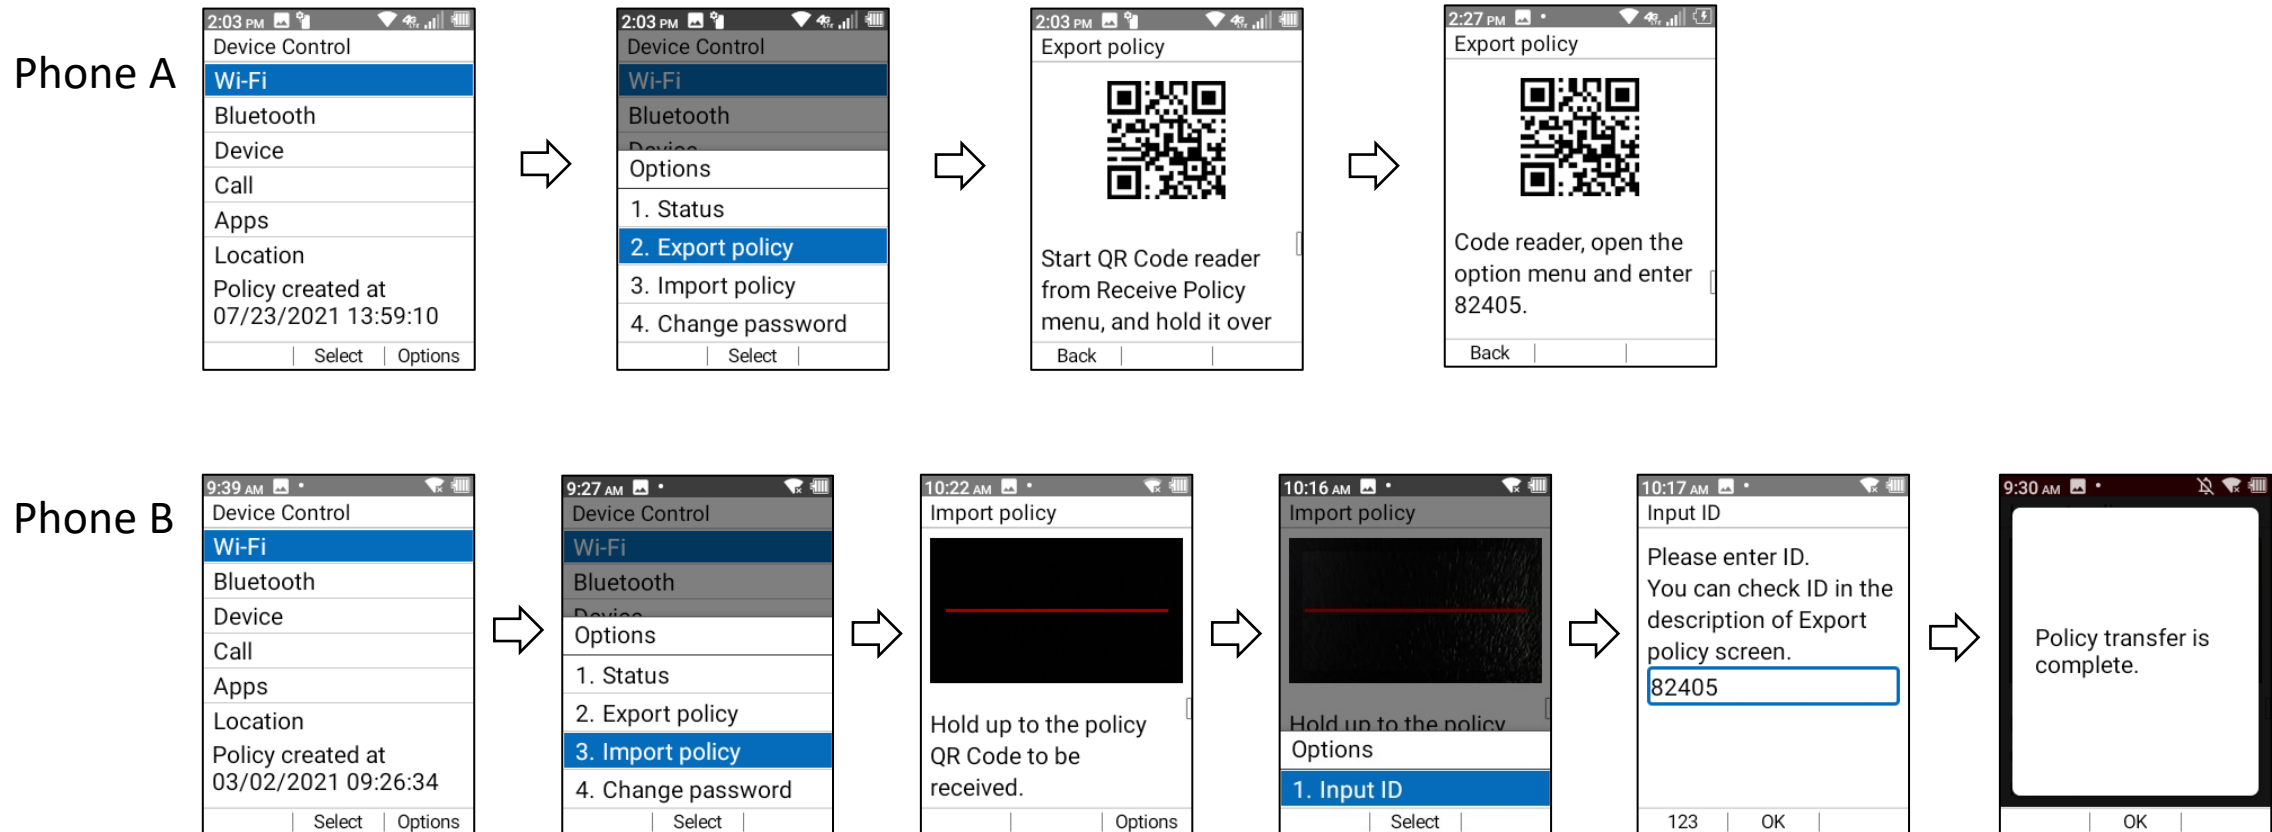 Phone A
2:03 PM
Device Control
Wi-Fi
Bluetooth
Device
Call
Apps
Location
Policy created at
07/23/2021 13:59:10
Select | Options
2:03 PM
Device Control
Wi-Fi
Bluetooth
Device
Options
1. Status
2. Export policy
3. Import policy
4. Change password
Select
2:03 PM
Export policy
Start QR Code reader
from Receive Policy
menu, and hold it over
Back
2:27 PM
Export policy
Code reader, open the
option menu and enter
82405.
Back
Phone B
9:39 AM
Device Control
Wi-Fi
Bluetooth
Device
Call
Apps
Location
Policy created at
03/02/2021 09:26:34
Select | Options
9:27 AM
Device Control
Wi-Fi
Bluetooth
Device
Options
1. Status
2. Export policy
3. Import policy
4. Change password
Select
10:22 AM
Import policy
Hold up to the policy
QR Code to be
received.
Options
10:16 AM
Import policy
Hold up to the policy
Options
1. Input ID
Select
10:17 AM
Input ID
Please enter ID.
You can check ID in the
description of Export
policy screen.
82405
123 | OK
9:30 AM
Policy transfer is
complete.
OK